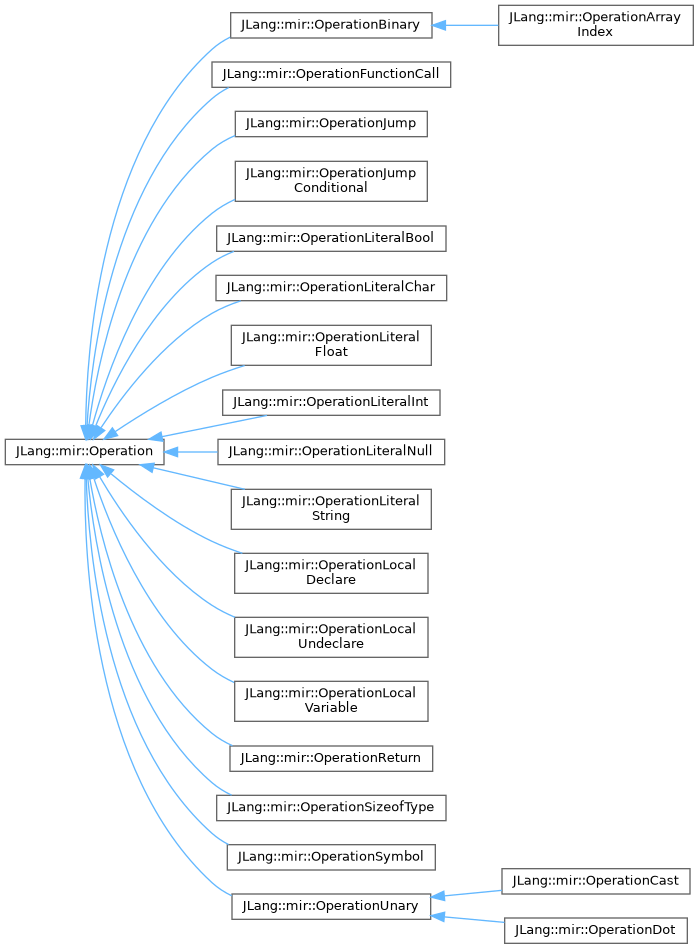 JLang::mir::OperationBinary
JLang::mir::OperationArray
Index
JLang::mir::OperationFunctionCall
JLang::mir::OperationJump
JLang::mir::OperationJump
Conditional
JLang::mir::OperationLiteralBool
JLang::mir::OperationLiteralChar
JLang::mir::OperationLiteral
Float
JLang::mir::OperationLiteralInt
JLang::mir::Operation
JLang::mir::OperationLiteralNull
JLang::mir::OperationLiteral
String
JLang::mir::OperationLocal
Declare
JLang::mir::OperationLocal
Undeclare
JLang::mir::OperationLocal
Variable
JLang::mir::OperationReturn
JLang::mir::OperationSizeofType
JLang::mir::OperationSymbol
JLang::mir::OperationUnary
JLang::mir::OperationCast
JLang::mir::OperationDot